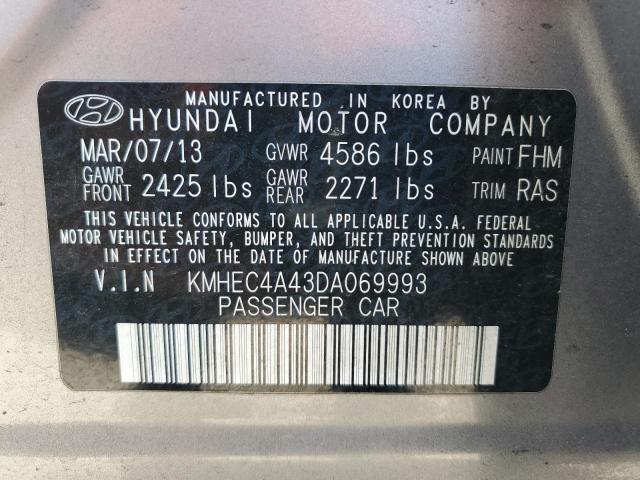 MANUFACTURED IN KOREA BY
HYUNDAI MOTOR COMPANY
MAR/07/13 GVWR 4586 lbs PAINT FHM
GAWR FRONT 2425 lbs GAWR REAR 2271 lbs TRIM RAS
THIS VEHICLE CONFORMS TO ALL APPLICABLE U.S.A. FEDERAL
MOTOR VEHICLE SAFETY, BUMPER, AND THEFT PREVENTION STANDARDS
IN EFFECT ON THE DATE OF MANUFACTURE SHOWN ABOVE
V.I.N KMHEC4A43DA069993
PASSENGER CAR